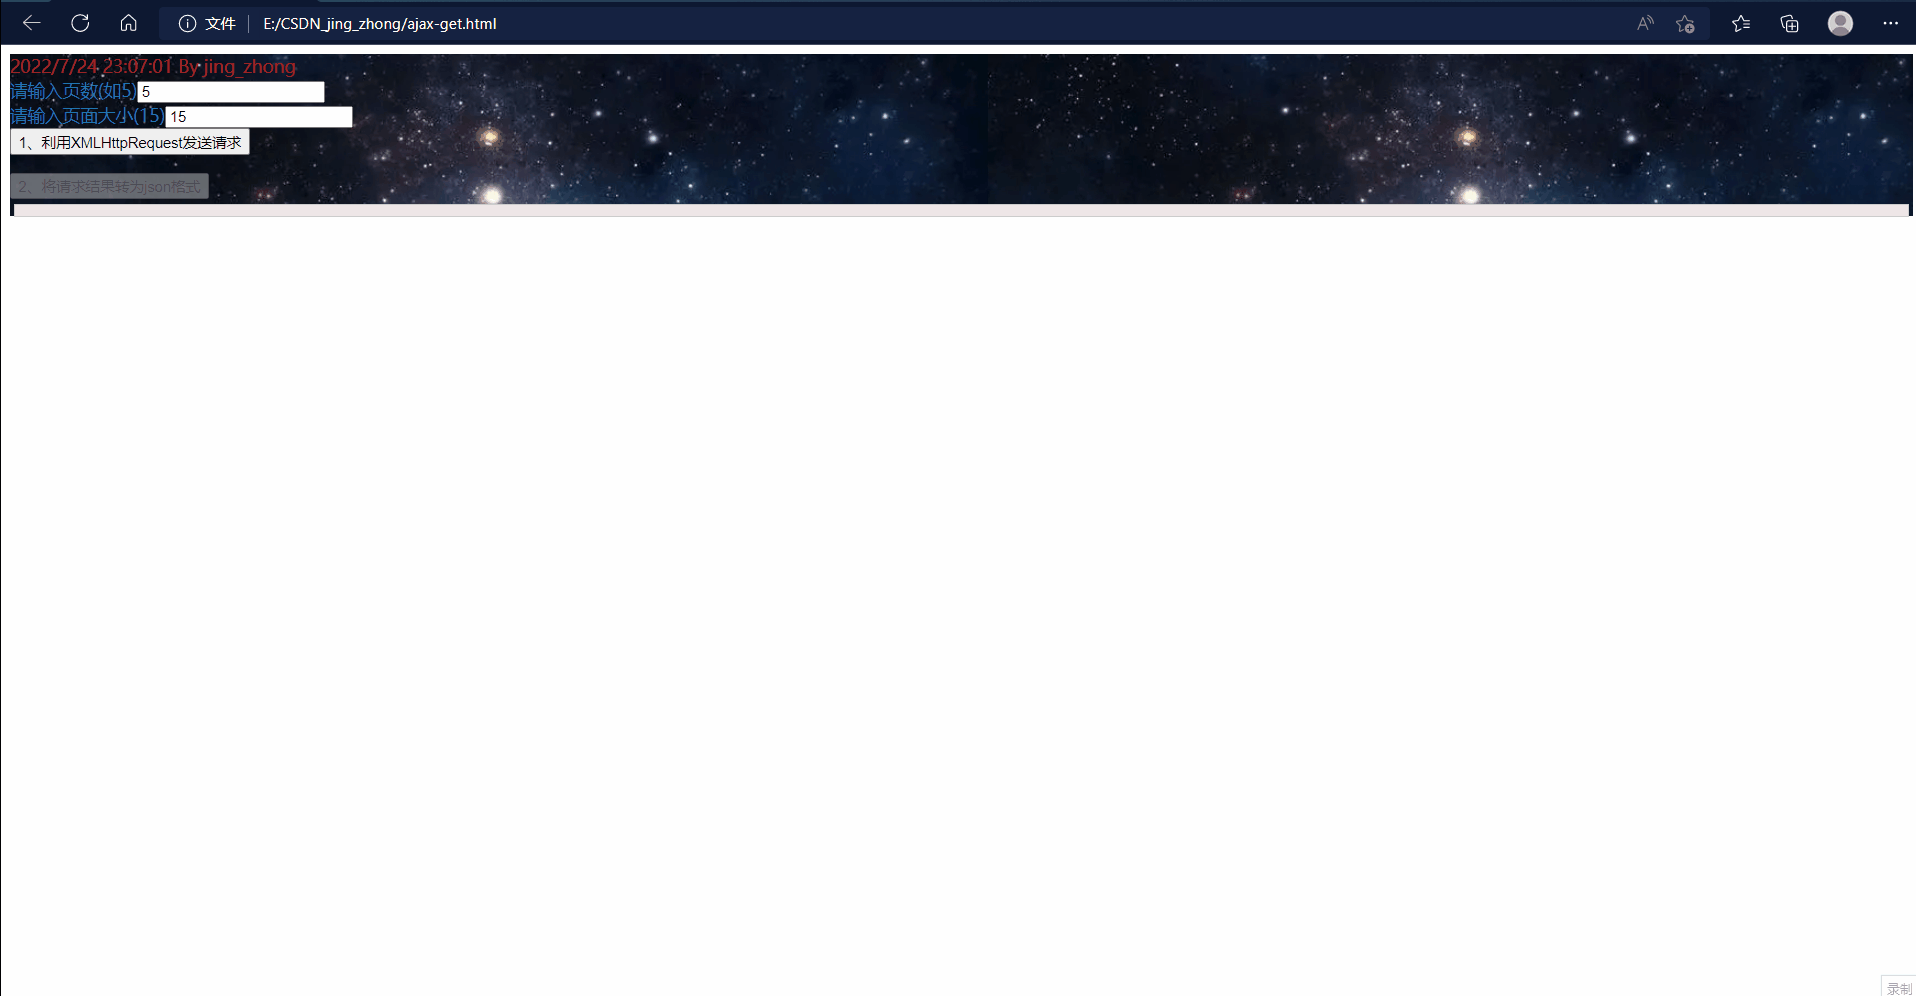 文件 E:/CSDN_jing_zhong/ajax-get.html
2022/7/24 23:07:01 By jing_zhong
请输入页数(如5) 5
请输入页面大小(15) 15
1、利用XMLHttpRequest发送请求
2、将请求结果转为json格式
录制